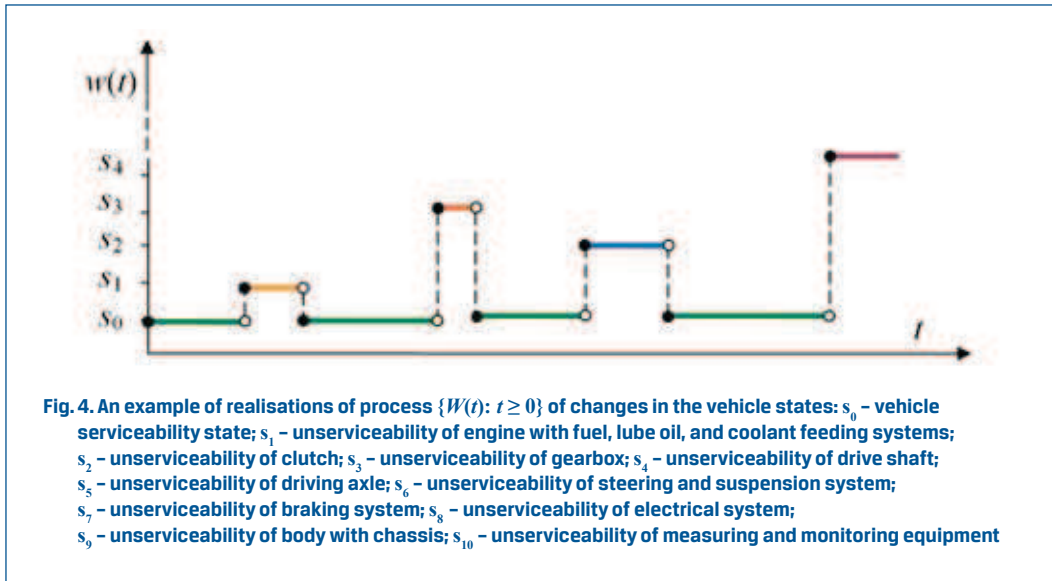 w(t)
s₄
s₃
s₂
s₁
s₀
t
Fig. 4. An example of realisations of process {W(t): t ≥ 0} of changes in the vehicle states: s₀ – vehicle
serviceability state; s₁ – unserviceability of engine with fuel, lube oil, and coolant feeding systems;
s₂ – unserviceability of clutch; s₃ – unserviceability of gearbox; s₄ – unserviceability of drive shaft;
s₅ – unserviceability of driving axle; s₆ – unserviceability of steering and suspension system;
s₇ – unserviceability of braking system; s₈ – unserviceability of electrical system;
s₉ – unserviceability of body with chassis; s₁₀ – unserviceability of measuring and monitoring equipment